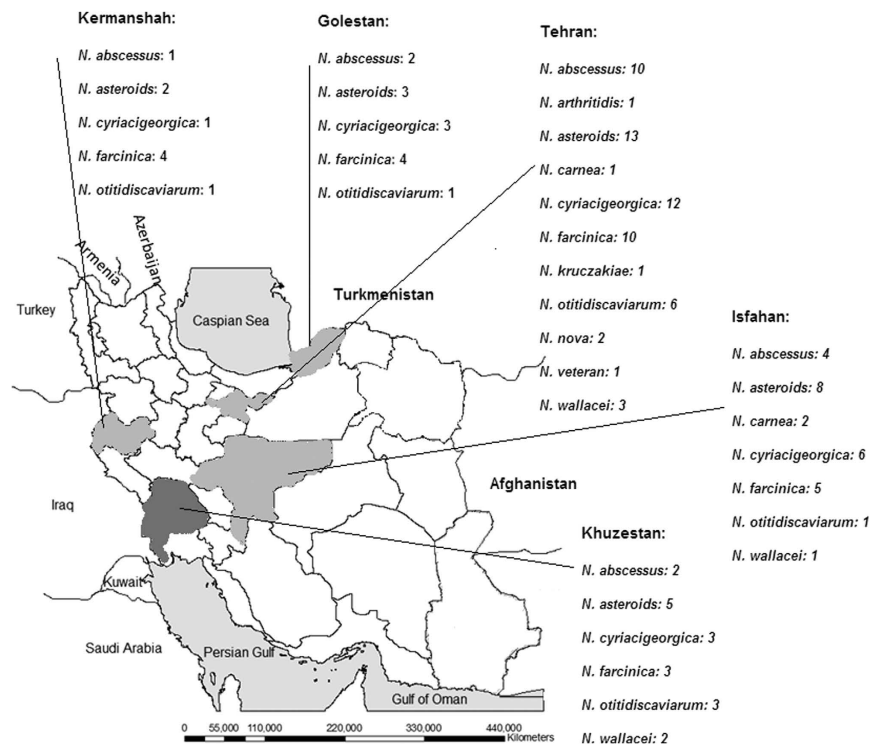 Kermanshah:
N. abscessus: 1
N. asteroids: 2
N. cyriacigeorgica: 1
N. farcinica: 4
N. otitidiscaviarum: 1
Golestan:
N. abscessus: 2
N. asteroids: 3
N. cyriacigeorgica: 3
N. farcinica: 4
N. otitidiscaviarum: 1
Tehran:
N. abscessus: 10
N. arthritidis: 1
N. asteroids: 13
N. carnea: 1
N. cyriacigeorgica: 12
N. farcinica: 10
N. kruczakiae: 1
N. otitidiscaviarum: 6
N. nova: 2
N. veteran: 1
N. wallacei: 3
Isfahan:
N. abscessus: 4
N. asteroids: 8
N. carnea: 2
N. cyriacigeorgica: 6
N. farcinica: 5
N. otitidiscaviarum: 1
N. wallacei: 1
Khuzestan:
N. abscessus: 2
N. asteroids: 5
N. cyriacigeorgica: 3
N. farcinica: 3
N. otitidiscaviarum: 3
N. wallacei: 2
Armenia
Azerbaijan
Turkey
Caspian Sea
Turkmenistan
Afghanistan
Iraq
Kuwait
Saudi Arabia
Persian Gulf
Gulf of Oman
0 55,000 110,000 220,000 330,000 440,000
Kilometers